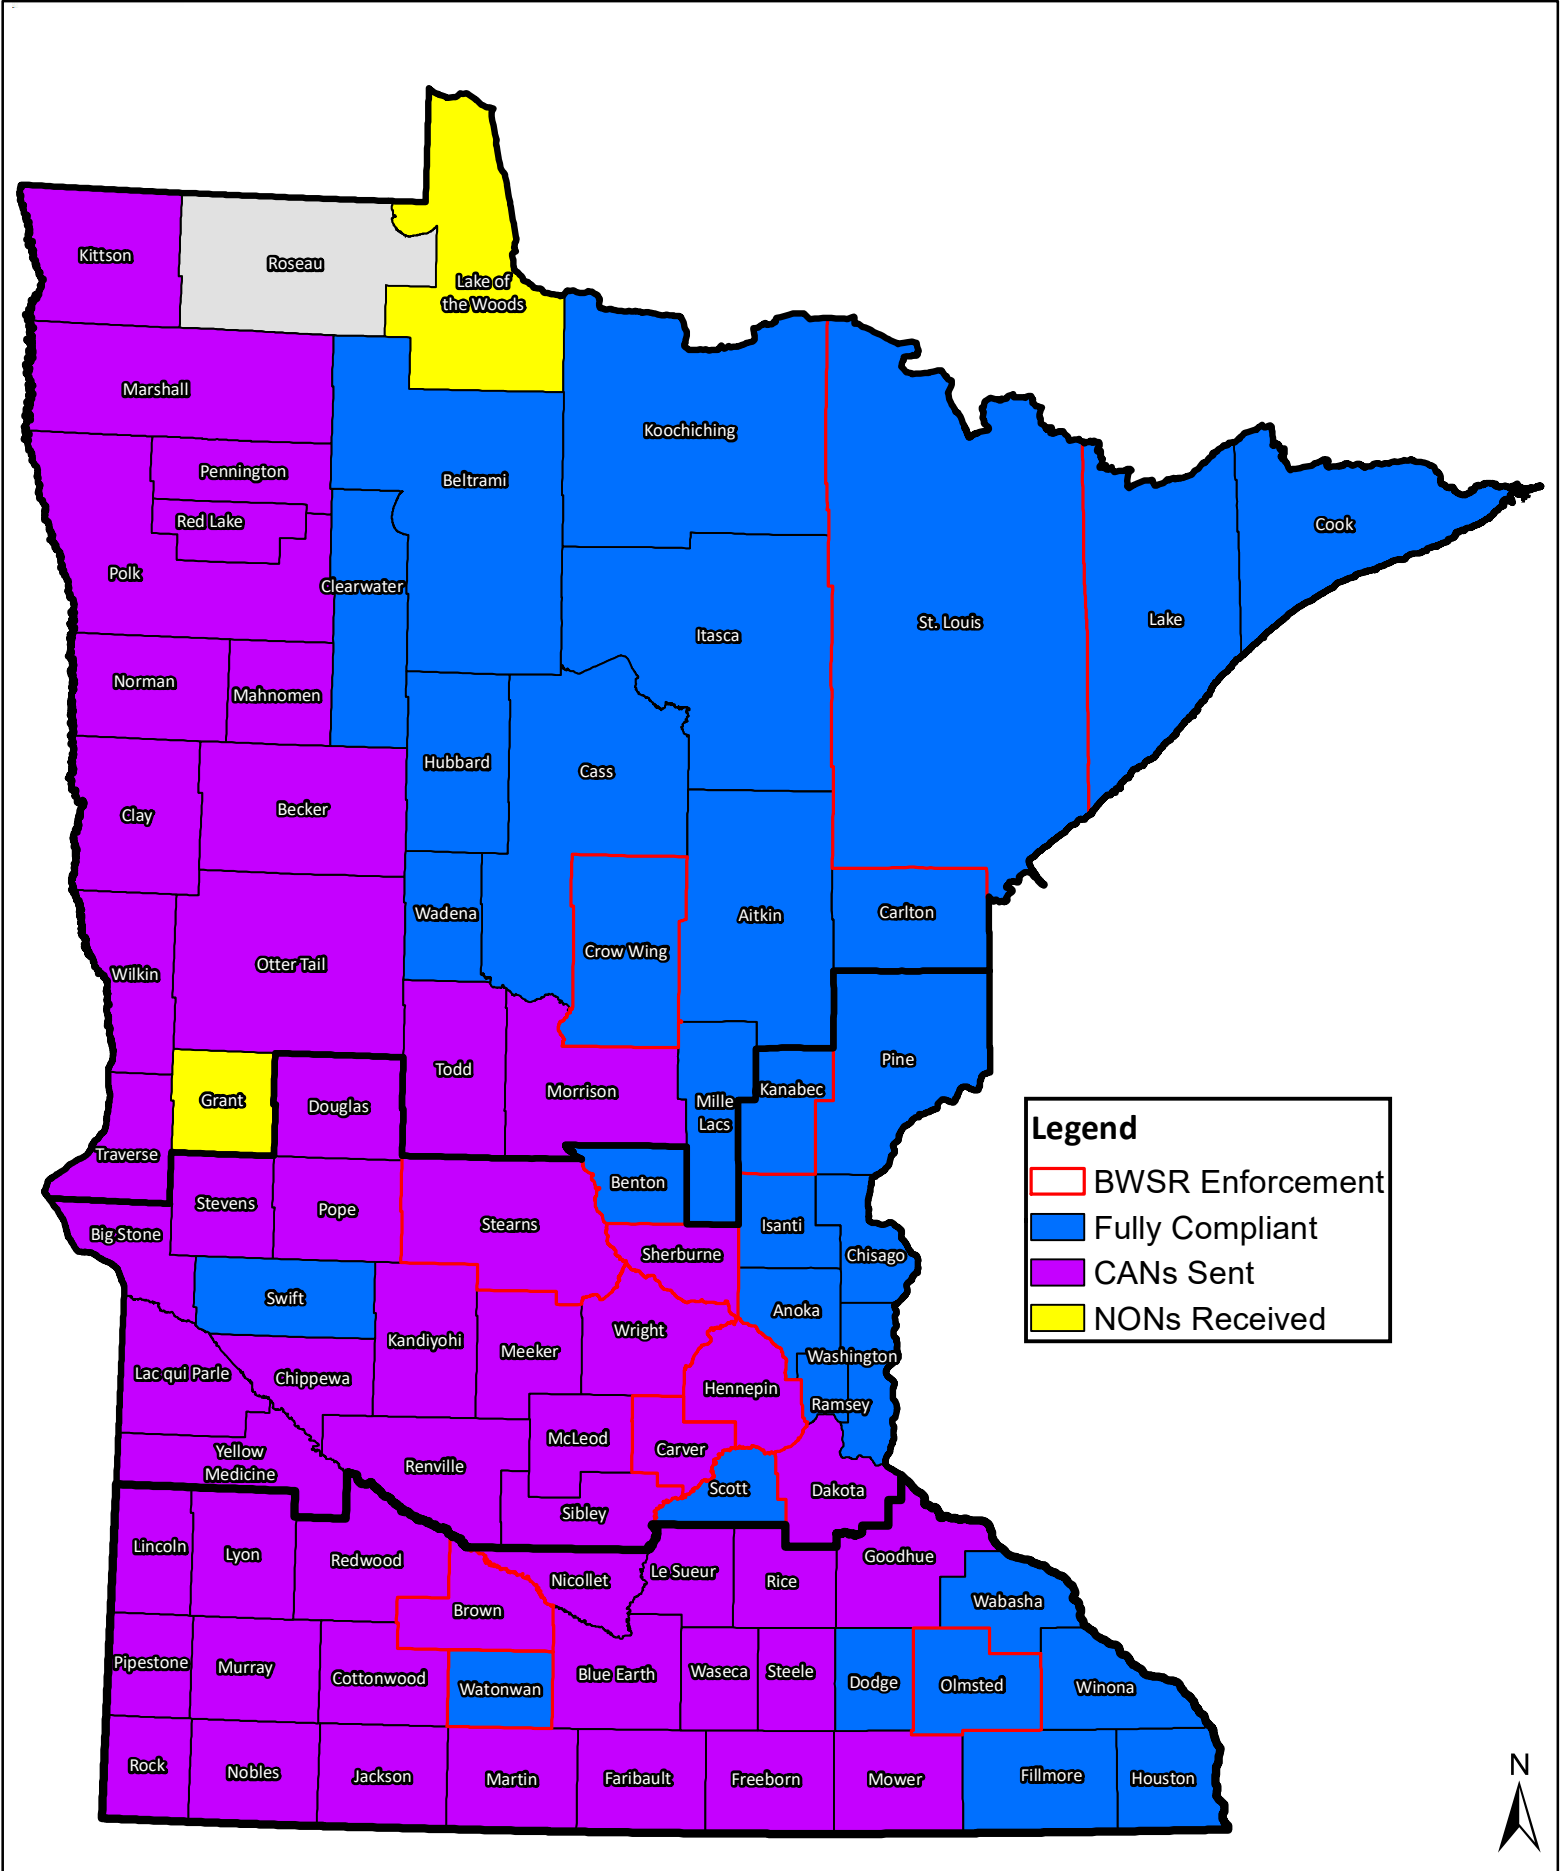 Kittson
Roseau
Lake of
the Woods
Marshall
Koochiching
Pennington
Beltrami
Red Lake
Cook
Polk
Clearwater
St. Louis
Lake
Itasca
Norman
Mahnomen
Hubbard
Cass
Clay
Becker
Wadena
Aitkin
Carlton
Crow Wing
Otter Tail
Wilkin
Pine
Todd
Kanabec
Morrison
Grant
Douglas
Mille
Lacs
Traverse
Benton
Stevens
Pope
Stearns
Isanti
Big Stone
Sherburne
Chisago
Swift
Anoka
Wright
Kandiyohi
Meeker
Washington
Lac qui Parle
Chippewa
Hennepin
Ramsey
McLeod
Carver
Yellow
Medicine
Renville
Scott
Dakota
Sibley
Lincoln
Lyon
Redwood
Goodhue
Le Sueur
Nicollet
Rice
Wabasha
Brown
Pipestone
Murray
Cottonwood
Blue Earth
Waseca
Steele
Dodge
Olmsted
Winona
Watonwan
Rock
Nobles
Jackson
Martin
Faribault
Freeborn
Mower
Fillmore
Houston
Legend
BWSR Enforcement
Fully Compliant
CANs Sent
NONs Received
N